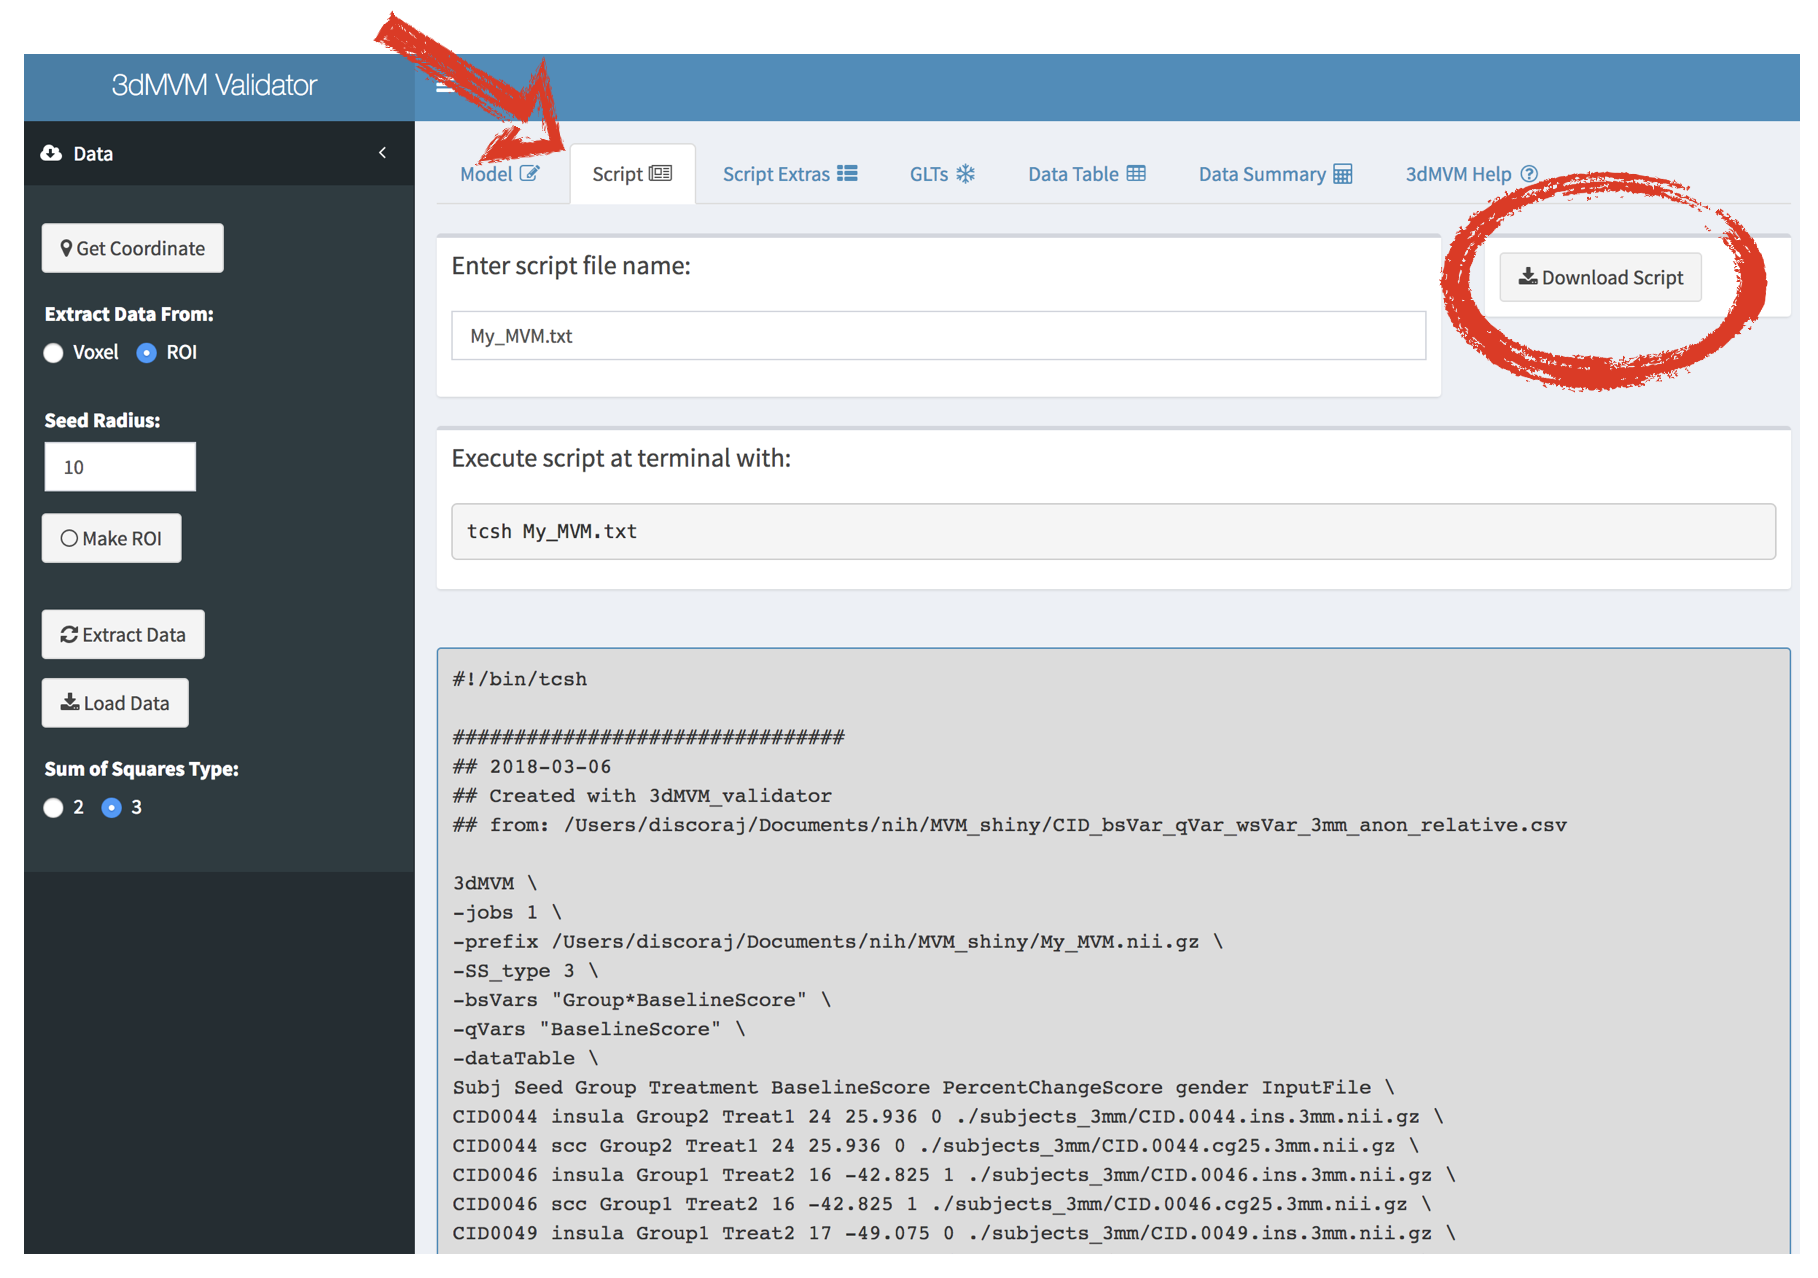 3dMVM Validator
Data
Get Coordinate
Extract Data From:
Voxel ROI
Seed Radius:
10
Make ROI
Extract Data
Load Data
Sum of Squares Type:
2 3
Model Script Script Extras GLTs Data Table Data Summary 3dMVM Help
Enter script file name:
My_MVM.txt
Download Script
Execute script at terminal with:
tcsh My_MVM.txt
#!/bin/tcsh
################################
## 2018-03-06
## Created with 3dMVM_validator
## from: /Users/discoraj/Documents/nih/MVM_shiny/CID_bsVar_qVar_wsVar_3mm_anon_relative.csv
3dMVM \
-jobs 1 \
-prefix /Users/discoraj/Documents/nih/MVM_shiny/My_MVM.nii.gz \
-SS_type 3 \
-bsVars "Group*BaselineScore" \
-qVars "BaselineScore" \
-dataTable \
Subj Seed Group Treatment BaselineScore PercentChangeScore gender InputFile \
CID0044 insula Group2 Treat1 24 25.936 0 ./subjects_3mm/CID.0044.ins.3mm.nii.gz \
CID0044 scc Group2 Treat1 24 25.936 0 ./subjects_3mm/CID.0044.cg25.3mm.nii.gz \
CID0046 insula Group1 Treat2 16 -42.825 1 ./subjects_3mm/CID.0046.ins.3mm.nii.gz \
CID0046 scc Group1 Treat2 16 -42.825 1 ./subjects_3mm/CID.0046.cg25.3mm.nii.gz \
CID0049 insula Group1 Treat2 17 -49.075 0 ./subjects_3mm/CID.0049.ins.3mm.nii.gz \